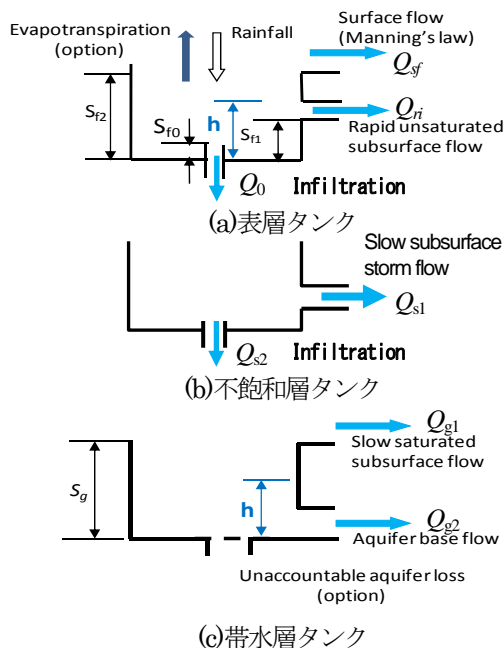 Evapotranspiration
(option)
Rainfall
Surface flow
(Manning's law)
Qsf
Sf2
Sf0
h
Sf1
Qri
Rapid unsaturated
subsurface flow
Q0
Infiltration
(a)表層タンク
Slow subsurface
storm flow
Qs1
Qs2
Infiltration
(b)不飽和層タンク
Qg1
Slow saturated
subsurface flow
Sg
h
Qg2
Aquifer base flow
Unaccountable aquifer loss
(option)
(c)帯水層タンク